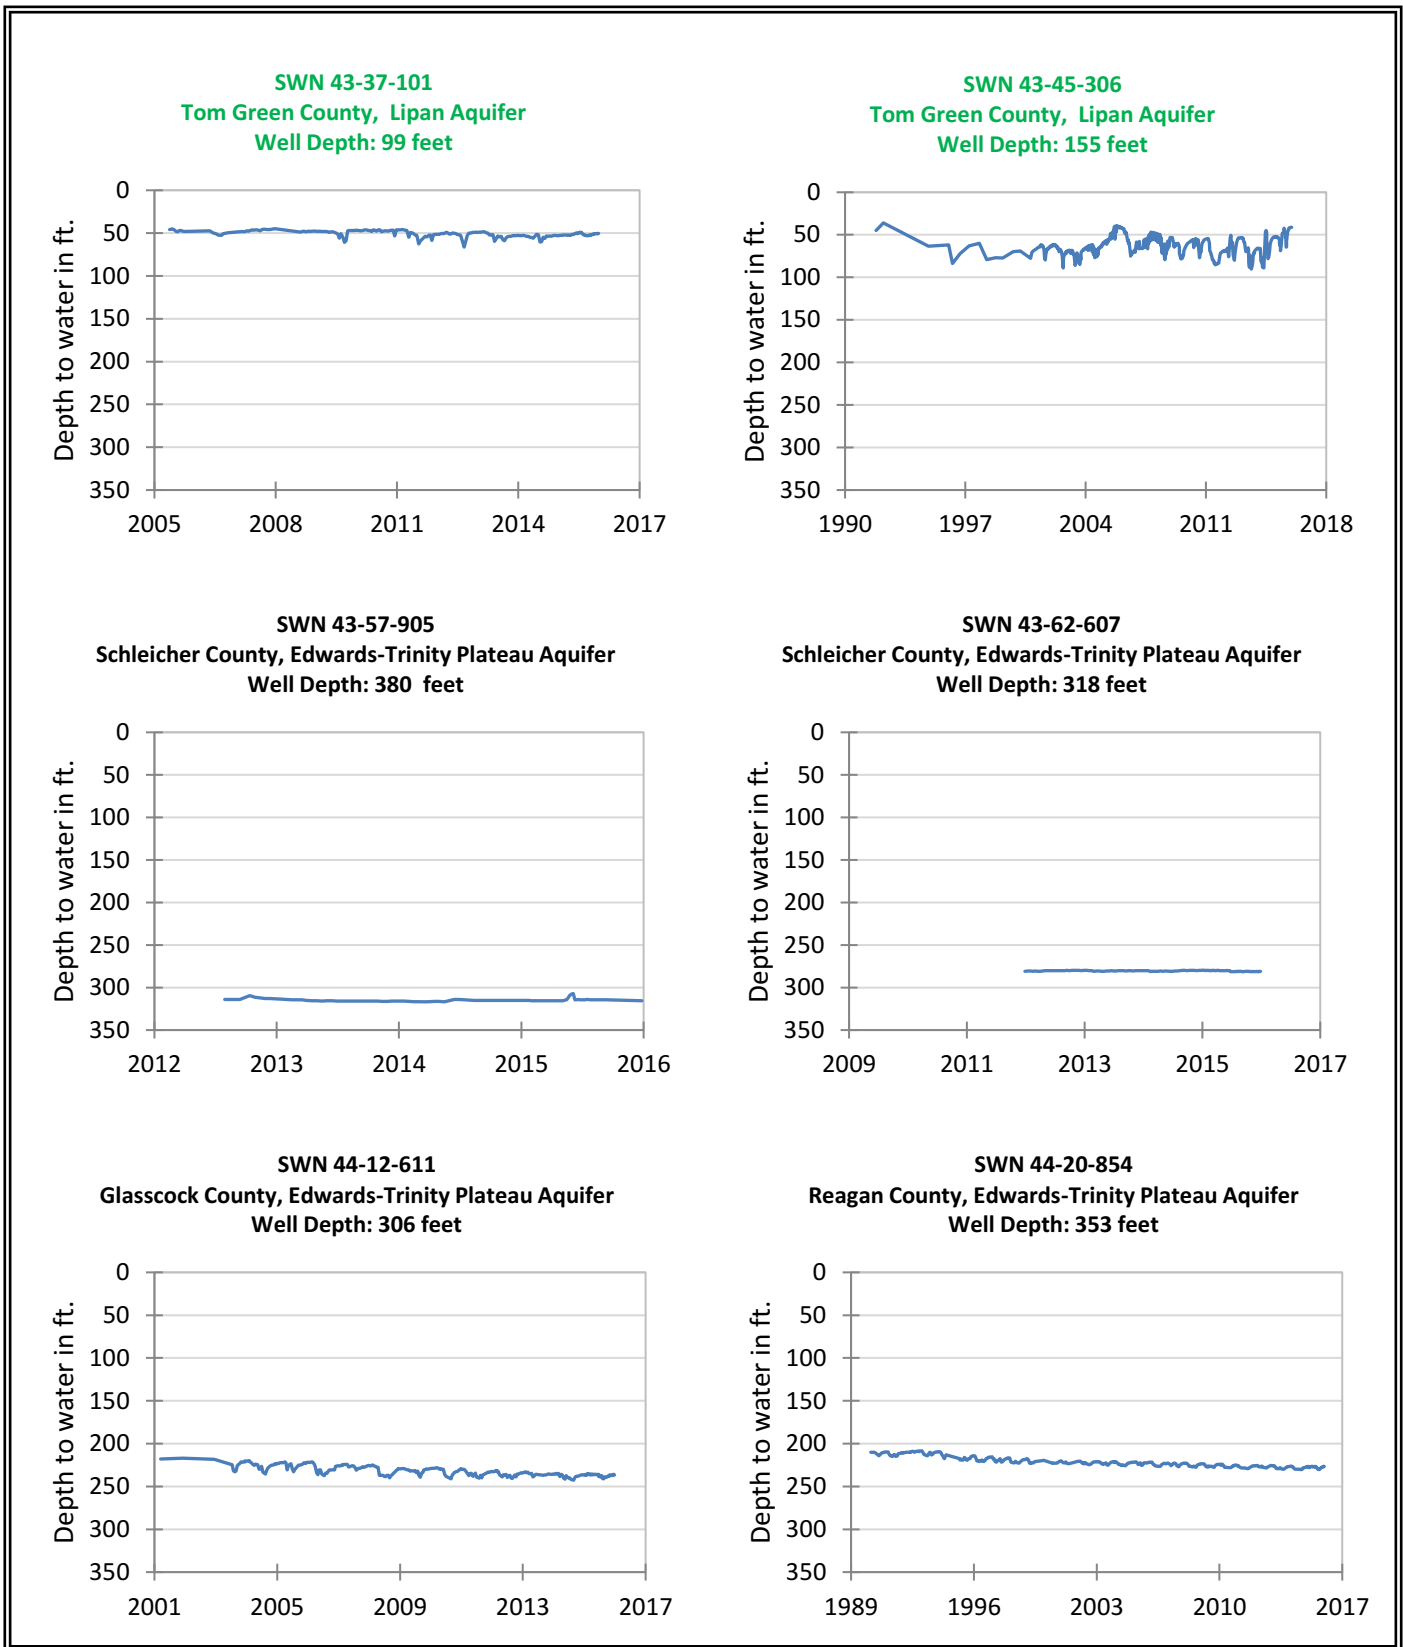 SWN 43-37-101
Tom Green County, Lipan Aquifer
Well Depth: 99 feet
Depth to water in ft.
0
50
100
150
200
250
300
350
2005 2008 2011 2014 2017
SWN 43-45-306
Tom Green County, Lipan Aquifer
Well Depth: 155 feet
Depth to water in ft.
0
50
100
150
200
250
300
350
1990 1997 2004 2011 2018
SWN 43-57-905
Schleicher County, Edwards-Trinity Plateau Aquifer
Well Depth: 380 feet
Depth to water in ft.
0
50
100
150
200
250
300
350
2012 2013 2014 2015 2016
SWN 43-62-607
Schleicher County, Edwards-Trinity Plateau Aquifer
Well Depth: 318 feet
Depth to water in ft.
0
50
100
150
200
250
300
350
2009 2011 2013 2015 2017
SWN 44-12-611
Glasscock County, Edwards-Trinity Plateau Aquifer
Well Depth: 306 feet
Depth to water in ft.
0
50
100
150
200
250
300
350
2001 2005 2009 2013 2017
SWN 44-20-854
Reagan County, Edwards-Trinity Plateau Aquifer
Well Depth: 353 feet
Depth to water in ft.
0
50
100
150
200
250
300
350
1989 1996 2003 2010 2017